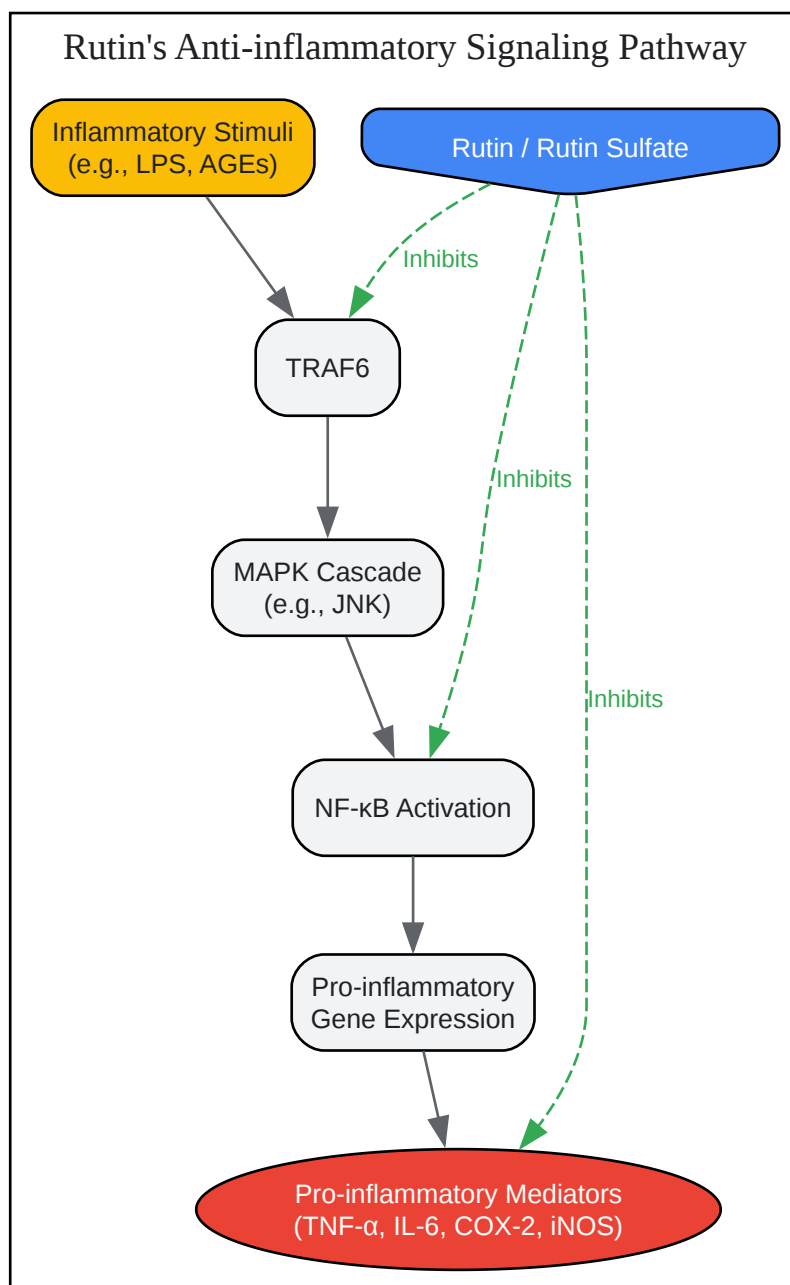 Rutin's Anti-inflammatory Signaling Pathway
Inflammatory Stimuli
(e.g., LPS, AGEs)
Rutin / Rutin Sulfate
Inhibits
TRAF6
Inhibits
MAPK Cascade
(e.g., JNK)
Inhibits
NF-κB Activation
Pro-inflammatory
Gene Expression
Pro-inflammatory Mediators
(TNF-α, IL-6, COX-2, iNOS)